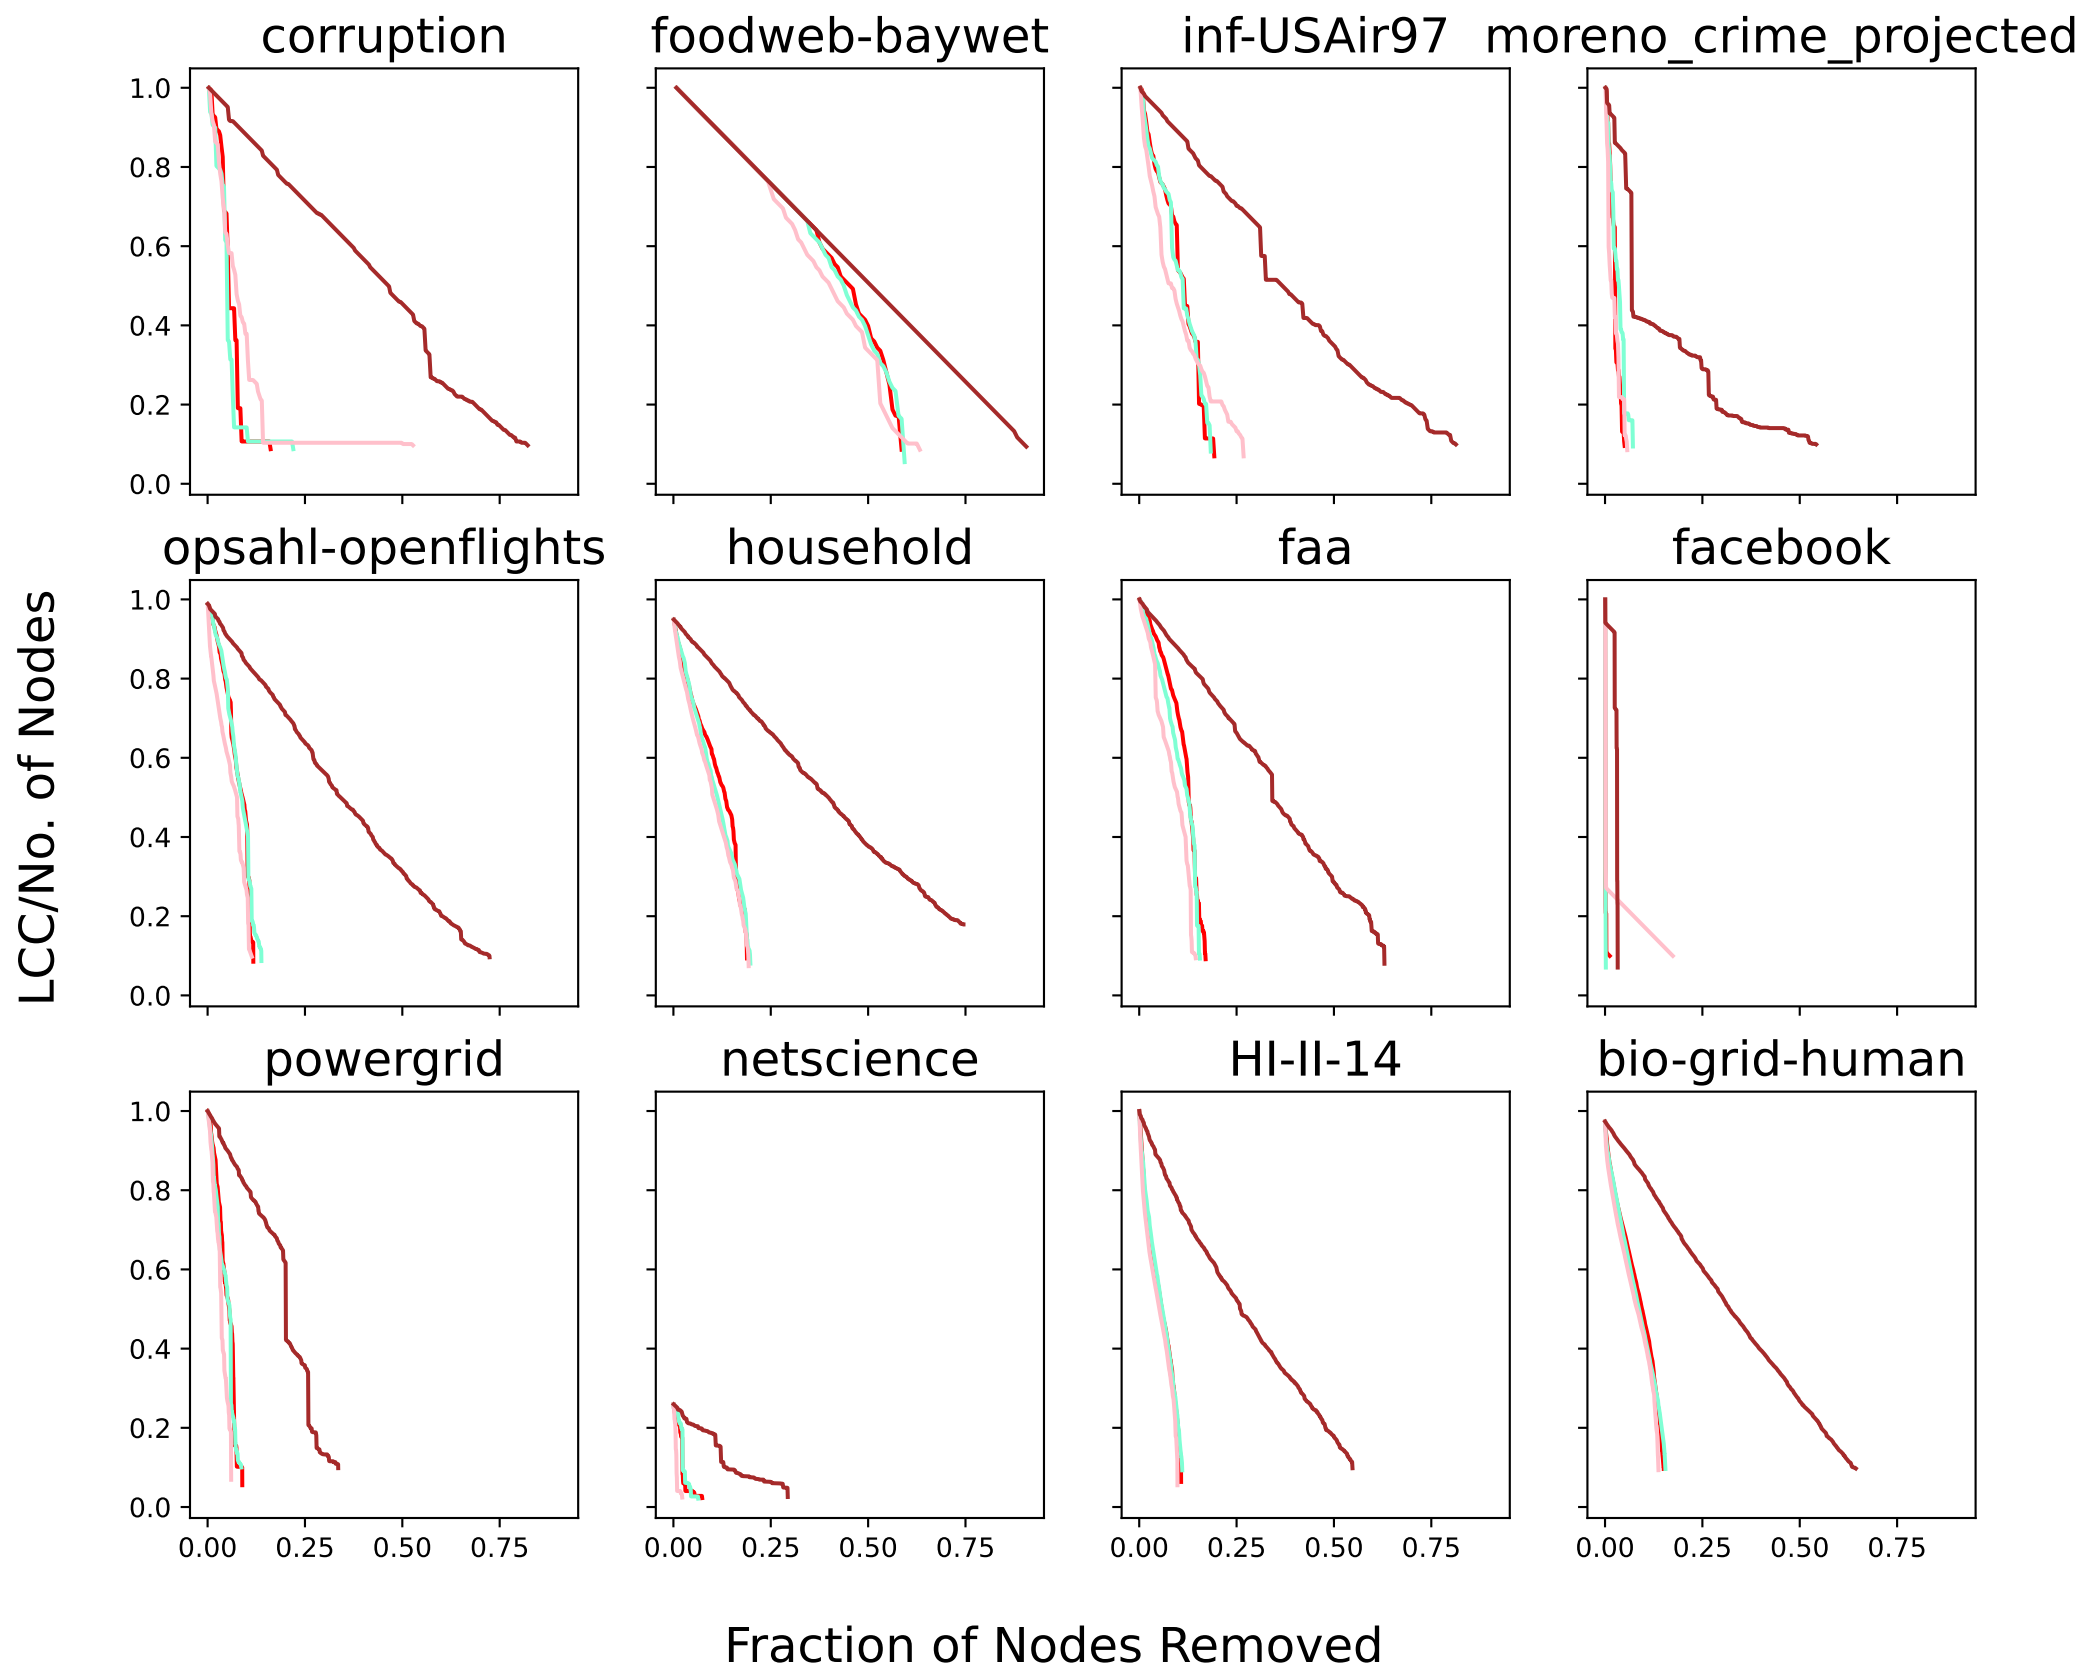 corruption
foodweb-baywet
inf-USAir97
moreno_crime_projected
1.0
0.8
0.6
0.4
0.2
0.0
opsahl-openflights
household
faa
facebook
LCC/No. of Nodes
1.0
0.8
0.6
0.4
0.2
0.0
powergrid
netscience
HI-II-14
bio-grid-human
1.0
0.8
0.6
0.4
0.2
0.0
0.00 0.25 0.50 0.75
0.00 0.25 0.50 0.75
0.00 0.25 0.50 0.75
0.00 0.25 0.50 0.75
Fraction of Nodes Removed